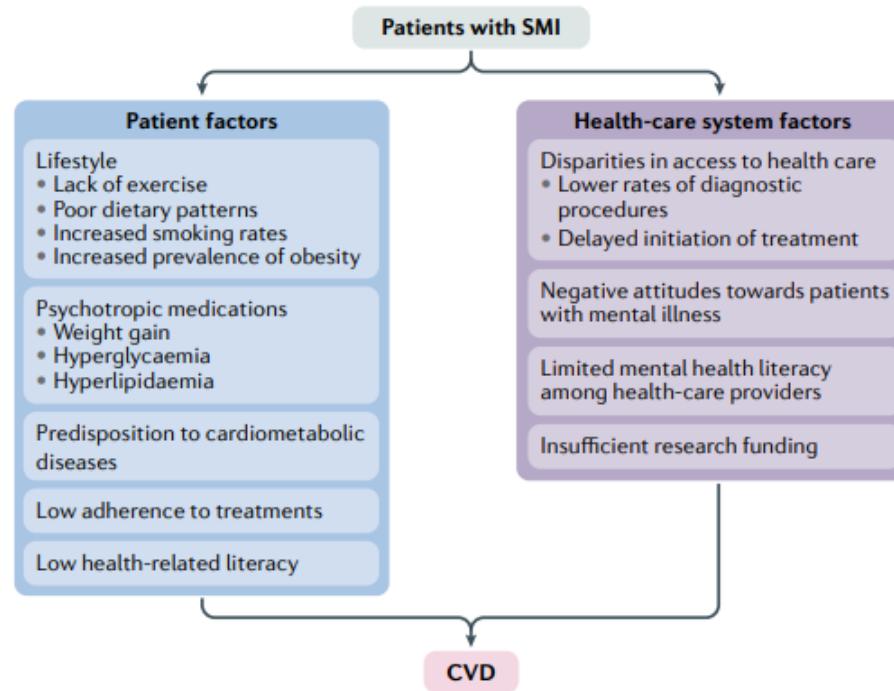 Patients with SMI
Patient factors
Lifestyle
• Lack of exercise
• Poor dietary patterns
• Increased smoking rates
• Increased prevalence of obesity
Psychotropic medications
• Weight gain
• Hyperglycaemia
• Hyperlipidaemia
Predisposition to cardiometabolic
diseases
Low adherence to treatments
Low health-related literacy
Health-care system factors
Disparities in access to health care
• Lower rates of diagnostic
procedures
• Delayed initiation of treatment
Negative attitudes towards patients
with mental illness
Limited mental health literacy
among health-care providers
Insufficient research funding
CVD